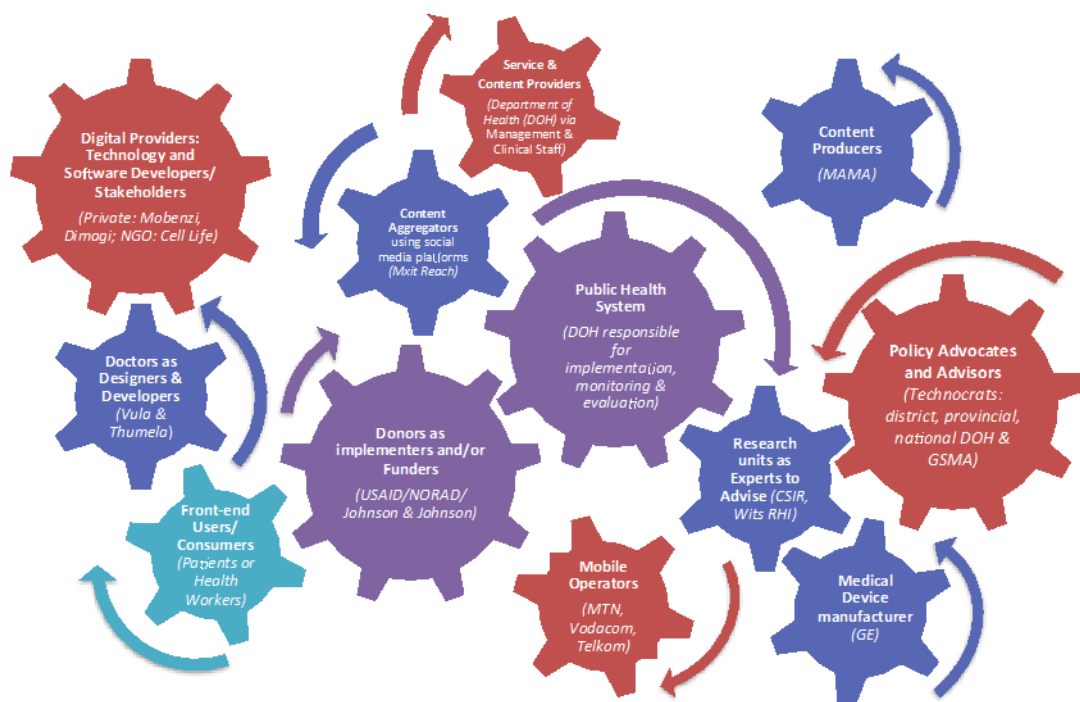 Service &
Content Providers
(Department of
Health (DOH) via
Management &
Clinical Staff)
Digital Providers:
Technology and
Software Developers/
Stakeholders
(Private: Mobenzi,
Dimagi; NGO: Cell Life)
Content
Producers
(MAMA)
Content
Aggregators
using social
media platforms
(Mxit Reach)
Public Health
System
(DOH responsible
for
implementation,
monitoring &
evaluation)
Doctors as
Designers &
Developers
(Vula &
Thumela)
Policy Advocates
and Advisors
(Technocrats:
district, provincial,
national DOH &
GSMA)
Donors as
implementers and/or
Funders
(USAID/NORAD/
Johnson & Johnson)
Research
units as
Experts to
Advise (CSIR,
Wits RHI)
Front-end
Users/
Consumers
(Patients or
Health
Workers)
Mobile
Operators
(MTN,
Vodacom,
Telkom)
Medical
Device
manufacturer
(GE)